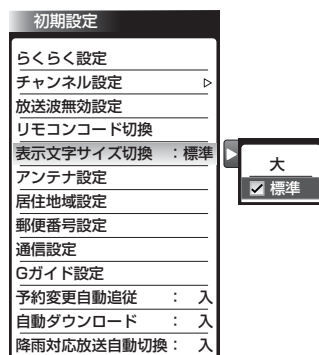 初期設定
らくらく設定
チャンネル設定
放送波無効設定
リモコンコード切換
表示文字サイズ切換 : 標準
アンテナ設定
居住地域設定
郵便番号設定
通信設定
Gガイド設定
予約変更自動追従 : 入
自動ダウンロード : 入
降雨対応放送自動切換 : 入
大
標準